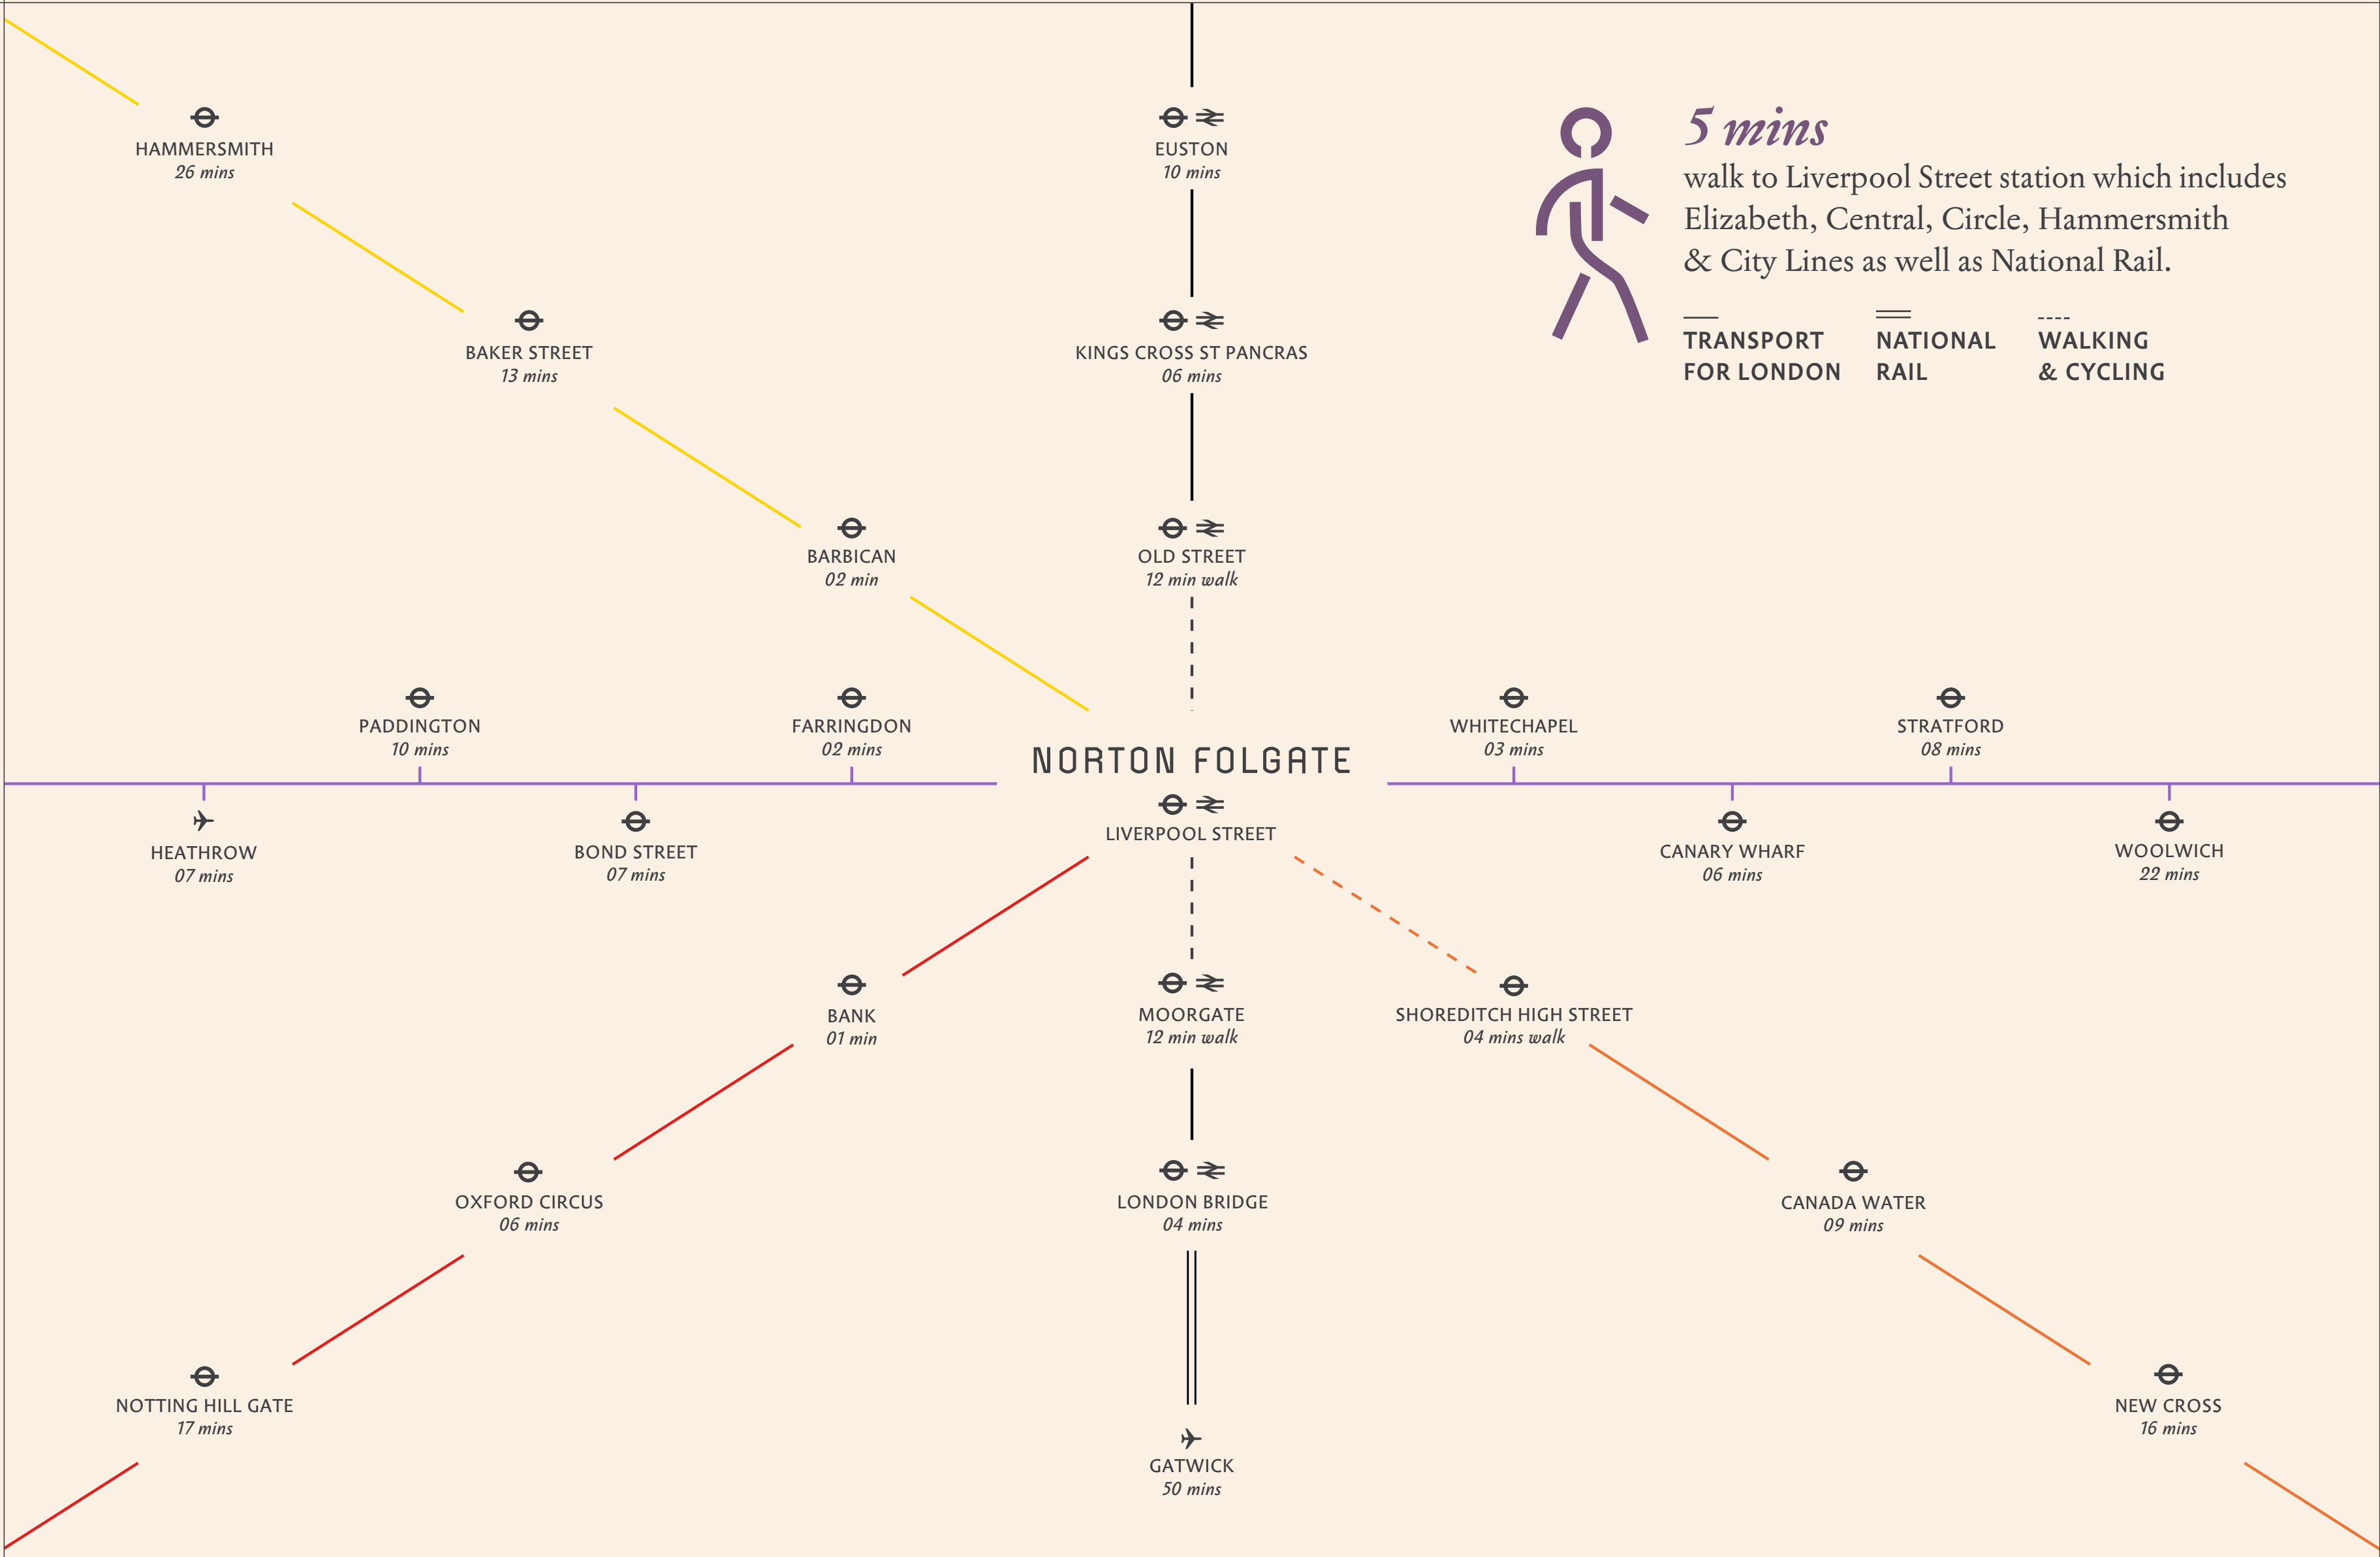 HAMMERSMITH
26 mins
EUSTON
10 mins
5 mins
walk to Liverpool Street station which includes
Elizabeth, Central, Circle, Hammersmith
& City Lines as well as National Rail.
TRANSPORT
FOR LONDON
NATIONAL
RAIL
WALKING
& CYCLING
BAKER STREET
13 mins
KINGS CROSS ST PANCRAS
06 mins
BARBICAN
02 min
OLD STREET
12 min walk
PADDINGTON
10 mins
FARRINGDON
02 mins
WHITECHAPEL
03 mins
STRATFORD
08 mins
NORTON FOLGATE
LIVERPOOL STREET
HEATHROW
07 mins
BOND STREET
07 mins
CANARY WHARF
06 mins
WOOLWICH
22 mins
BANK
01 min
MOORGATE
12 min walk
SHOREDITCH HIGH STREET
04 mins walk
OXFORD CIRCUS
06 mins
LONDON BRIDGE
04 mins
CANADA WATER
09 mins
NOTTING HILL GATE
17 mins
NEW CROSS
16 mins
GATWICK
50 mins